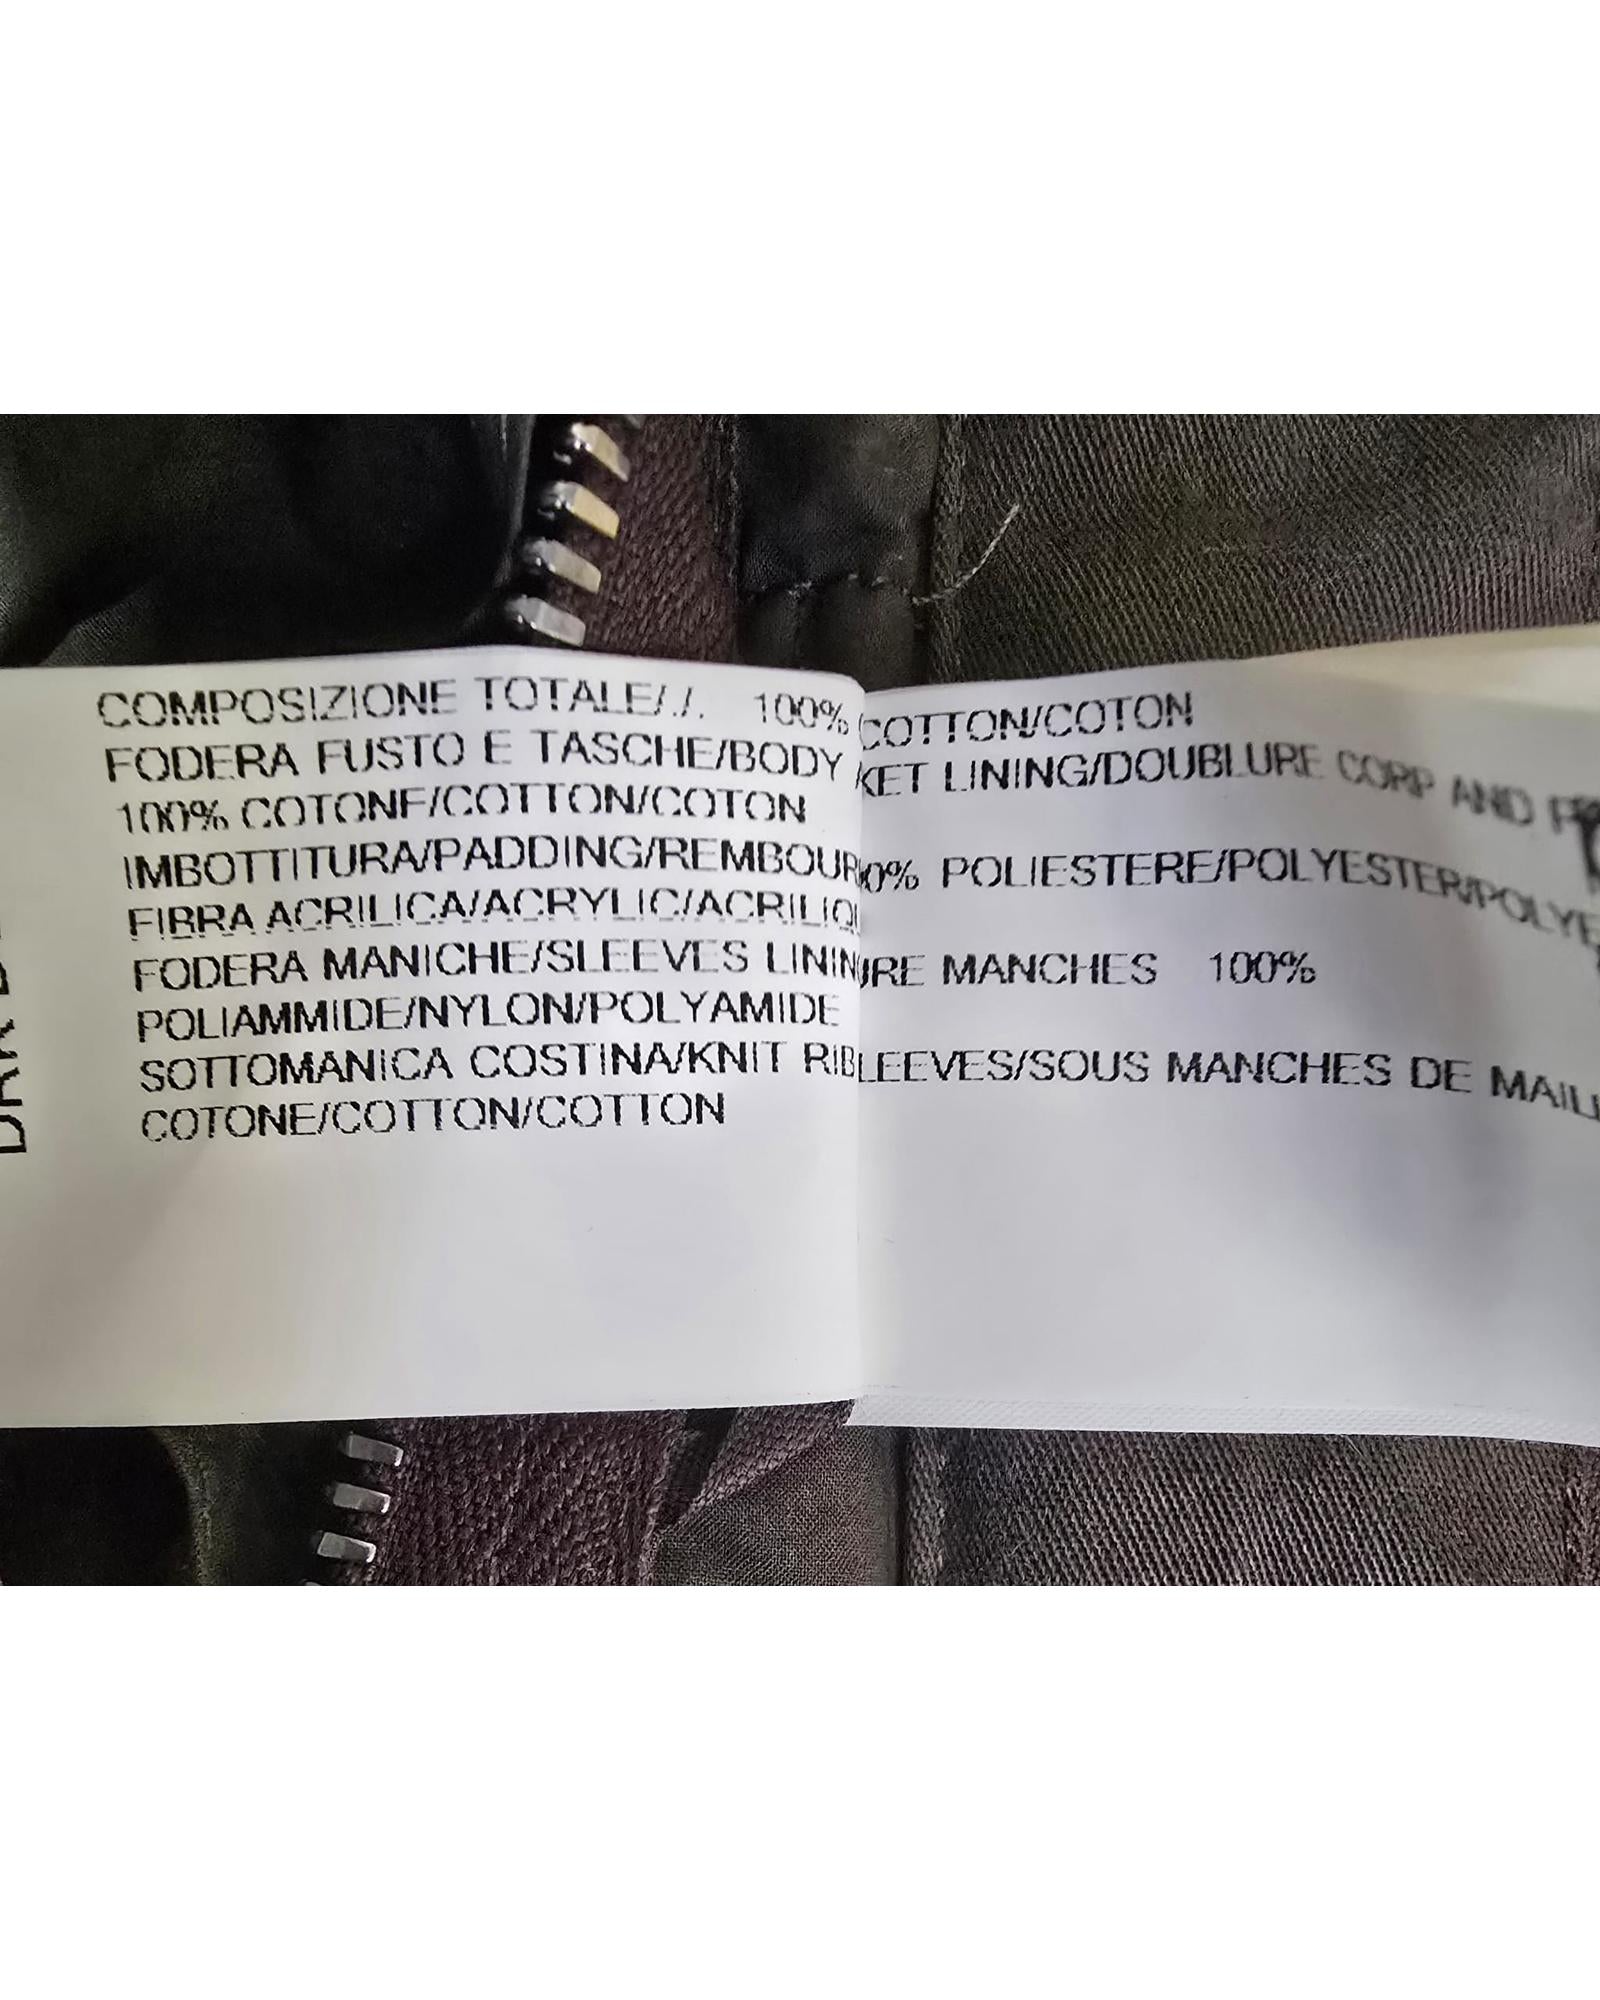 COMPOSIZIONE TOTALE/./. 100% COTTON/COTON
FODERA FUSTO E TASCHE/BODY KET LINING/DOUBLURE CORP AND
100% COTONE/COTTON/COTON
IMBOTTITURA/PADDING/REMBOUR 0% POLIESTERE/POLYESTER/POLYE
FIBRA ACRILICA/ACRYLIC/ACRILIQ
FODERA MANICHE/SLEEVES LININ URE MANCHES 100%
POLIAMMIDE/NYLON/POLYAMIDE
SOTTOMANICA COSTINA/KNIT RIB LEEVES/SOUS MANCHES DE MAIL
COTONE/COTTON/COTTON